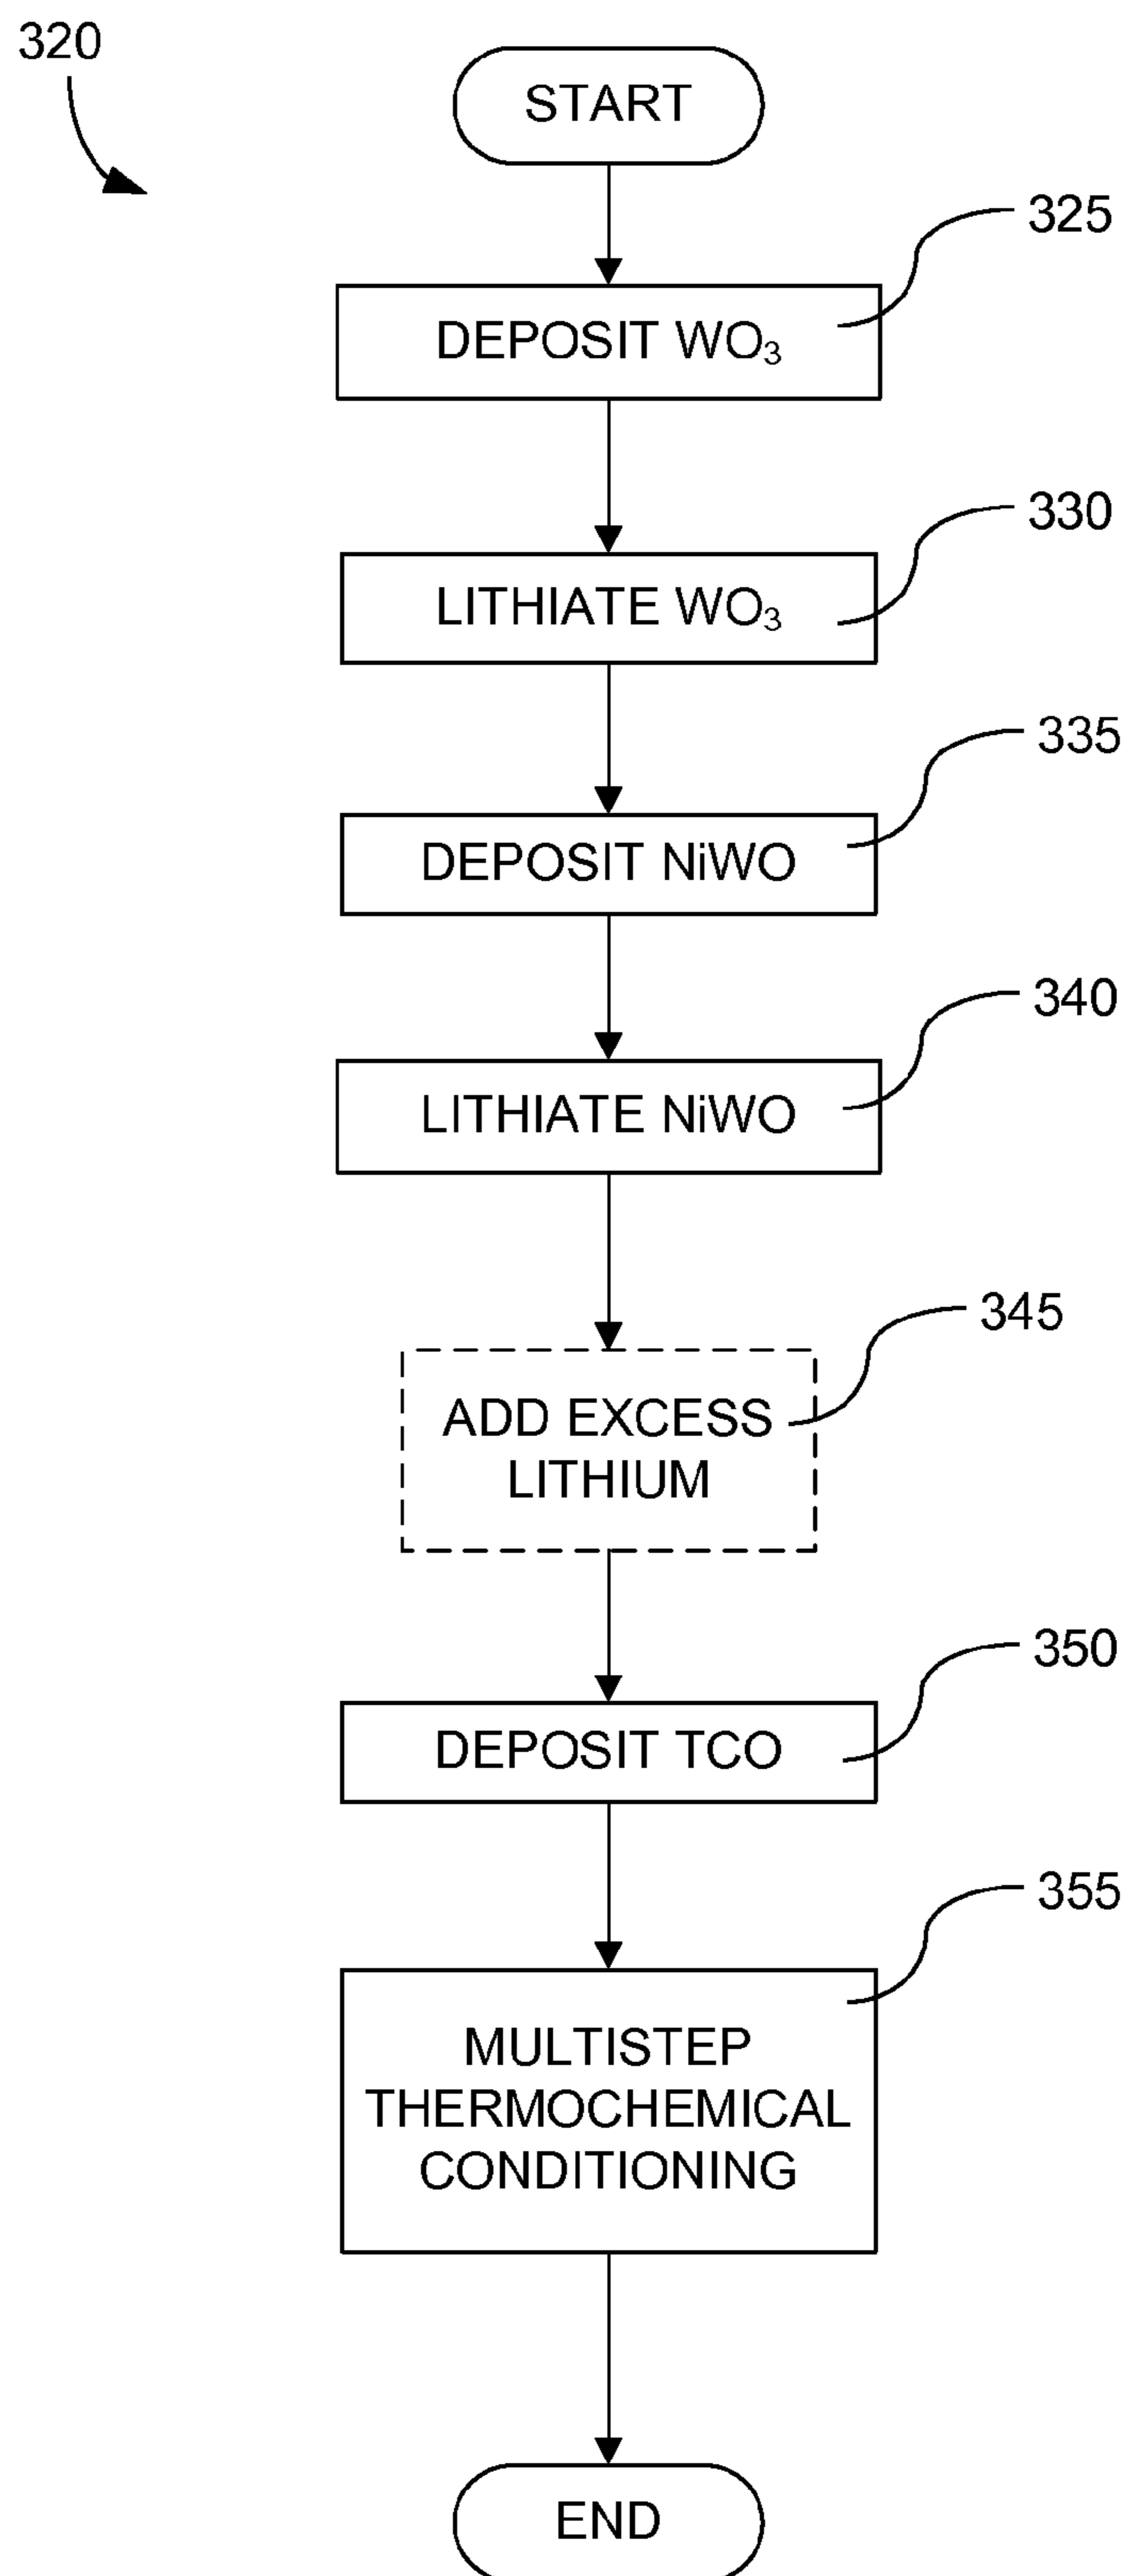 320
START
325
DEPOSIT WO₃
330
LITHIATE WO₃
335
DEPOSIT NiWO
340
LITHIATE NiWO
345
ADD EXCESS
LITHIUM
350
DEPOSIT TCO
355
MULTISTEP
THERMOCHEMICAL
CONDITIONING
END